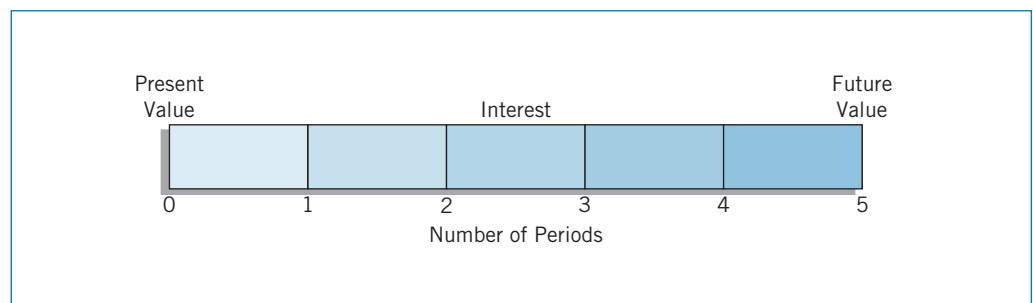 Present Value
Interest
Future Value
0 1 2 3 4 5
Number of Periods